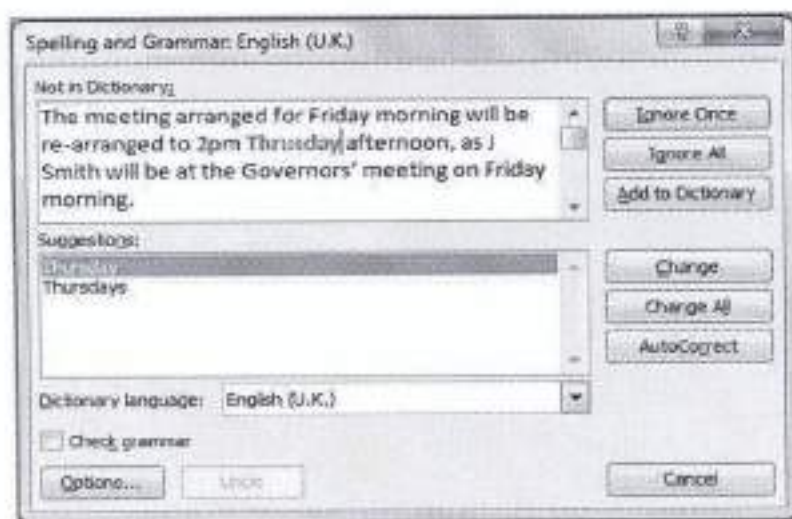 Spelling and Grammar: English (U.K.)
Not in Dictionary:
The meeting arranged for Friday morning will be
re-arranged to 2pm Thrusday afternoon, as J
Smith will be at the Governors' meeting on Friday
morning.
Ignore Once
Ignore All
Add to Dictionary
Suggestions:
Thursday
Thursdays
Change
Change All
AutoCorrect
Dictionary language: English (U.K.)
Check grammar
Options...
Undo
Cancel